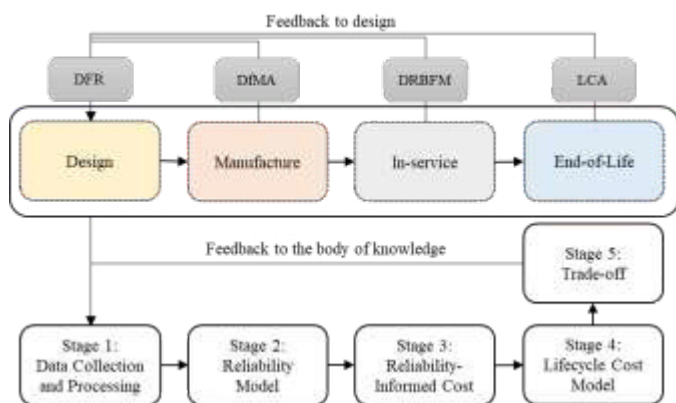 Feedback to design
DFR
DfMA
DRBFM
LCA
Design
Manufacture
In-service
End-of-Life
Feedback to the body of knowledge
Stage 5:
Trade-off
Stage 1:
Data Collection
and Processing
Stage 2:
Reliability
Model
Stage 3:
Reliability-
Informed Cost
Stage 4:
Lifecycle Cost
Model